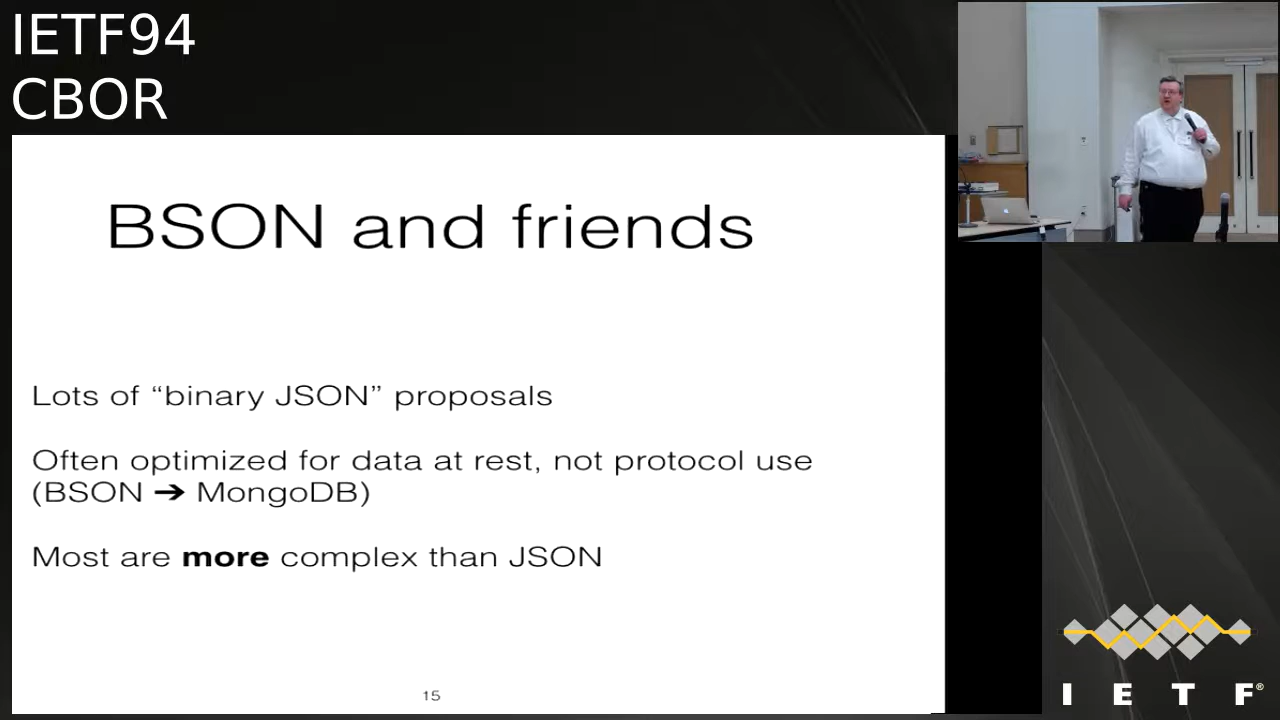 IETF94
CBOR
BSON and friends
Lots of “binary JSON” proposals
Often optimized for data at rest, not protocol use
(BSON ➔ MongoDB)
Most are more complex than JSON
15
I E T F®